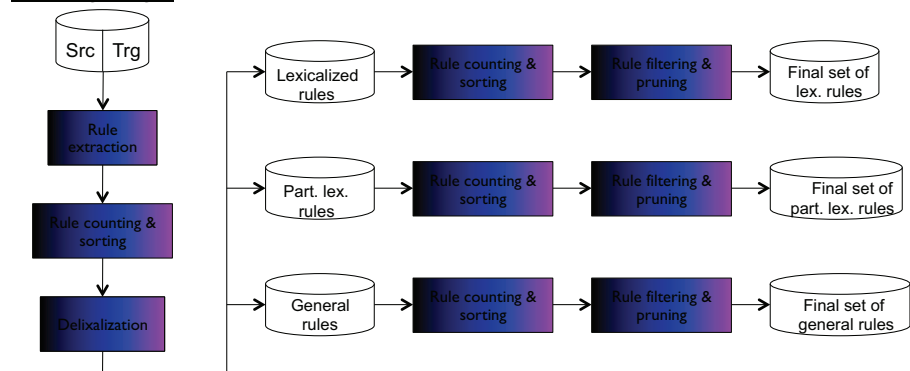 Src Trg
Rule
extraction
Rule counting &
sorting
Delixalization
Lexicalized
rules
Rule counting &
sorting
Rule filtering &
pruning
Final set of
lex. rules
Part. lex.
rules
Rule counting &
sorting
Rule filtering &
pruning
Final set of
part. lex. rules
General
rules
Rule counting &
sorting
Rule filtering &
pruning
Final set of
general rules